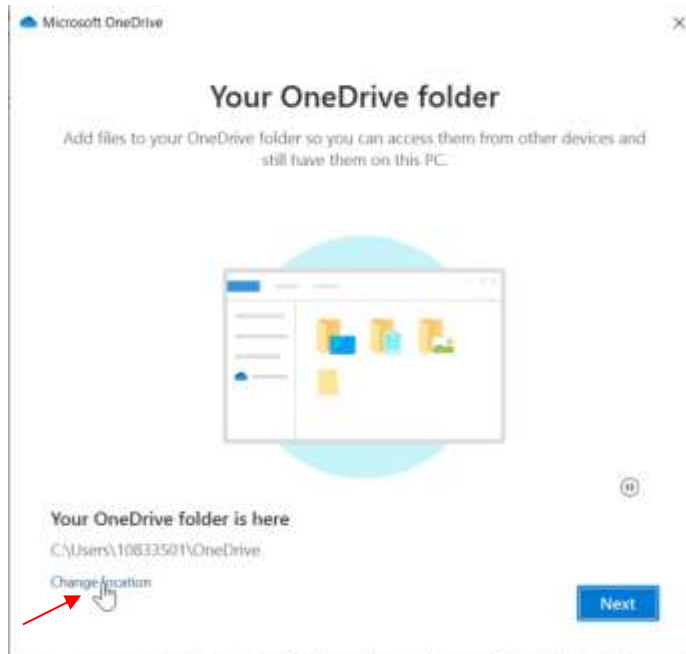 Microsoft OneDrive
Your OneDrive folder
Add files to your OneDrive folder so you can access them from other devices and
still have them on this PC.
Your OneDrive folder is here
C:\Users\10833501\OneDrive
Change location
Next